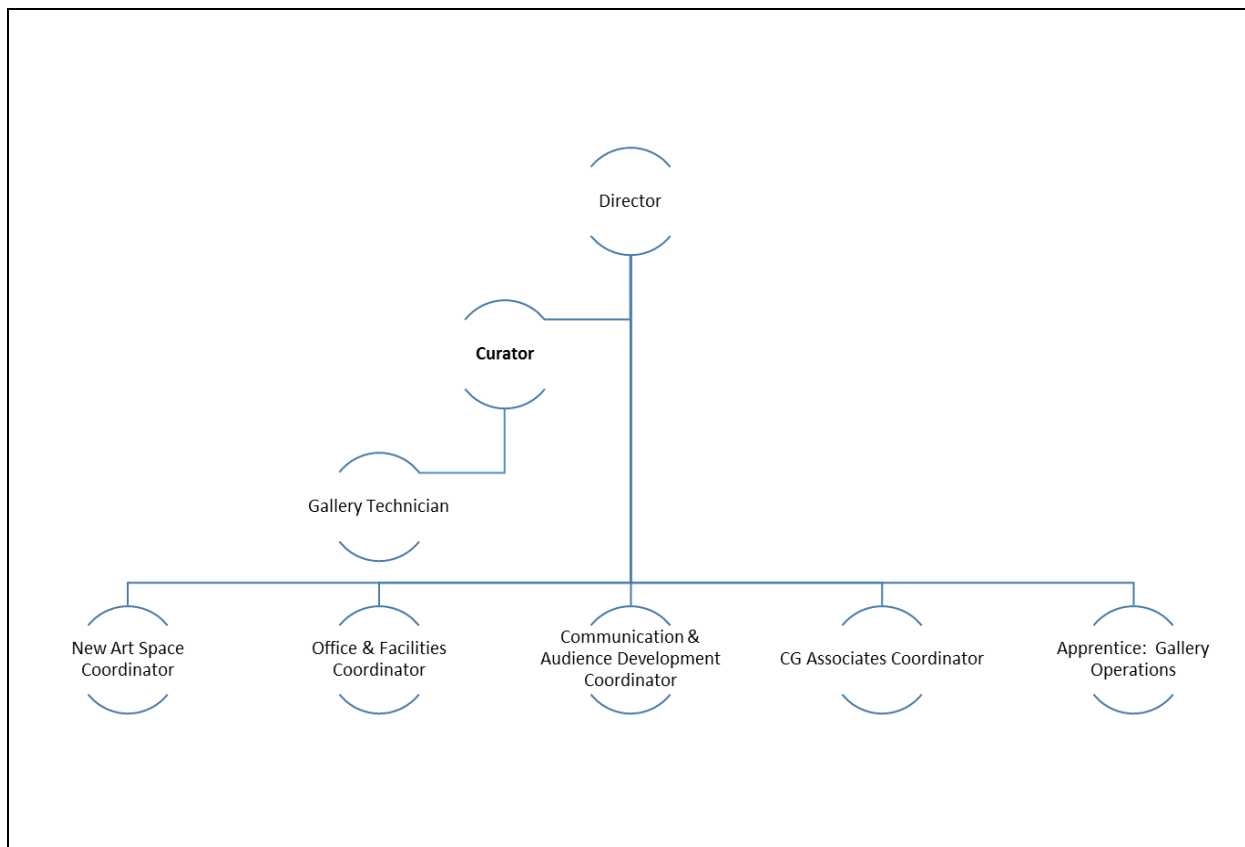 Director
Curator
Gallery Technician
New Art Space
Coordinator
Office & Facilities
Coordinator
Communication &
Audience Development
Coordinator
CG Associates Coordinator
Apprentice: Gallery
Operations